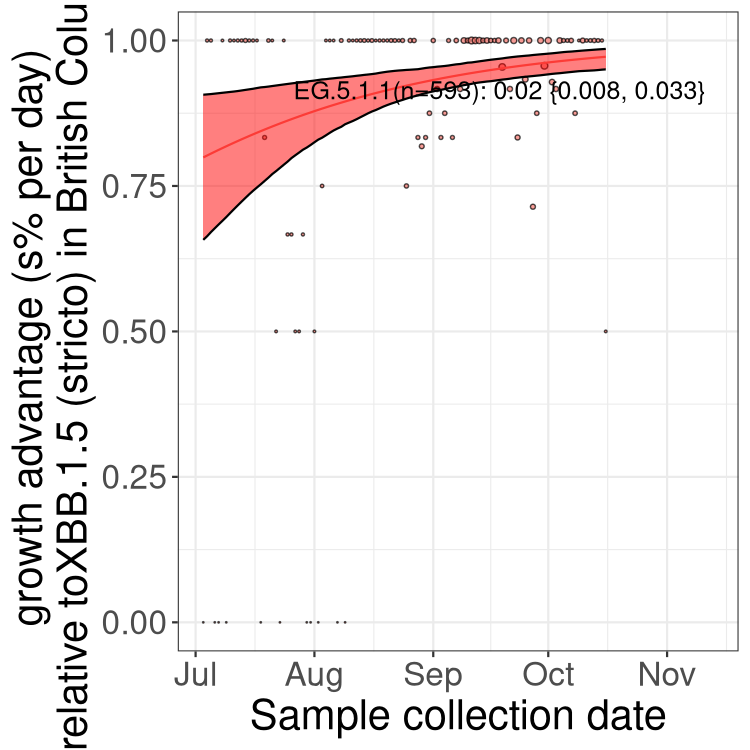 growth advantage (s% per day)
relative toXBB.1.5 (stricto) in British Colu
1.00
0.75
0.50
0.25
0.00
EG.5.1.1(n=593): 0.02 {0.008, 0.033}
Jul Aug Sep Oct Nov
Sample collection date